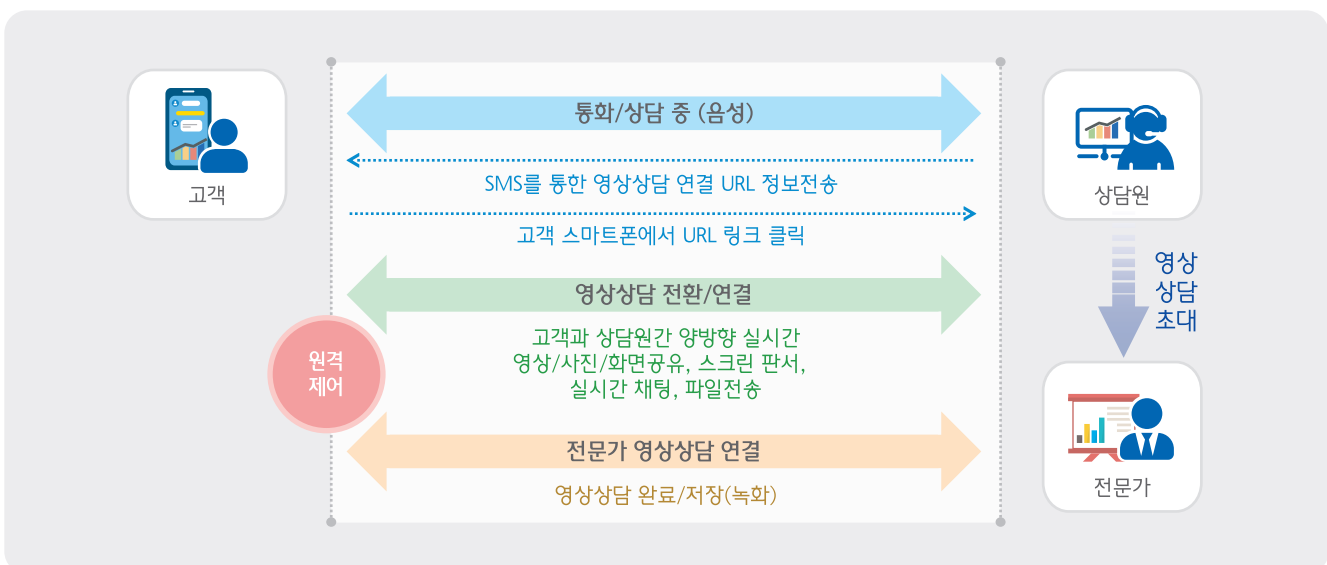 통화/상담 중 (음성)
고객
SMS를 통한 영상상담 연결 URL 정보전송
상담원
고객 스마트폰에서 URL 링크 클릭
영상
상담
초대
영상상담 전환/연결
고객과 상담원간 양방향 실시간
영상/사진/화면공유, 스크린 판서,
실시간 채팅, 파일전송
원격
제어
전문가 영상상담 연결
영상상담 완료/저장(녹화)
전문가